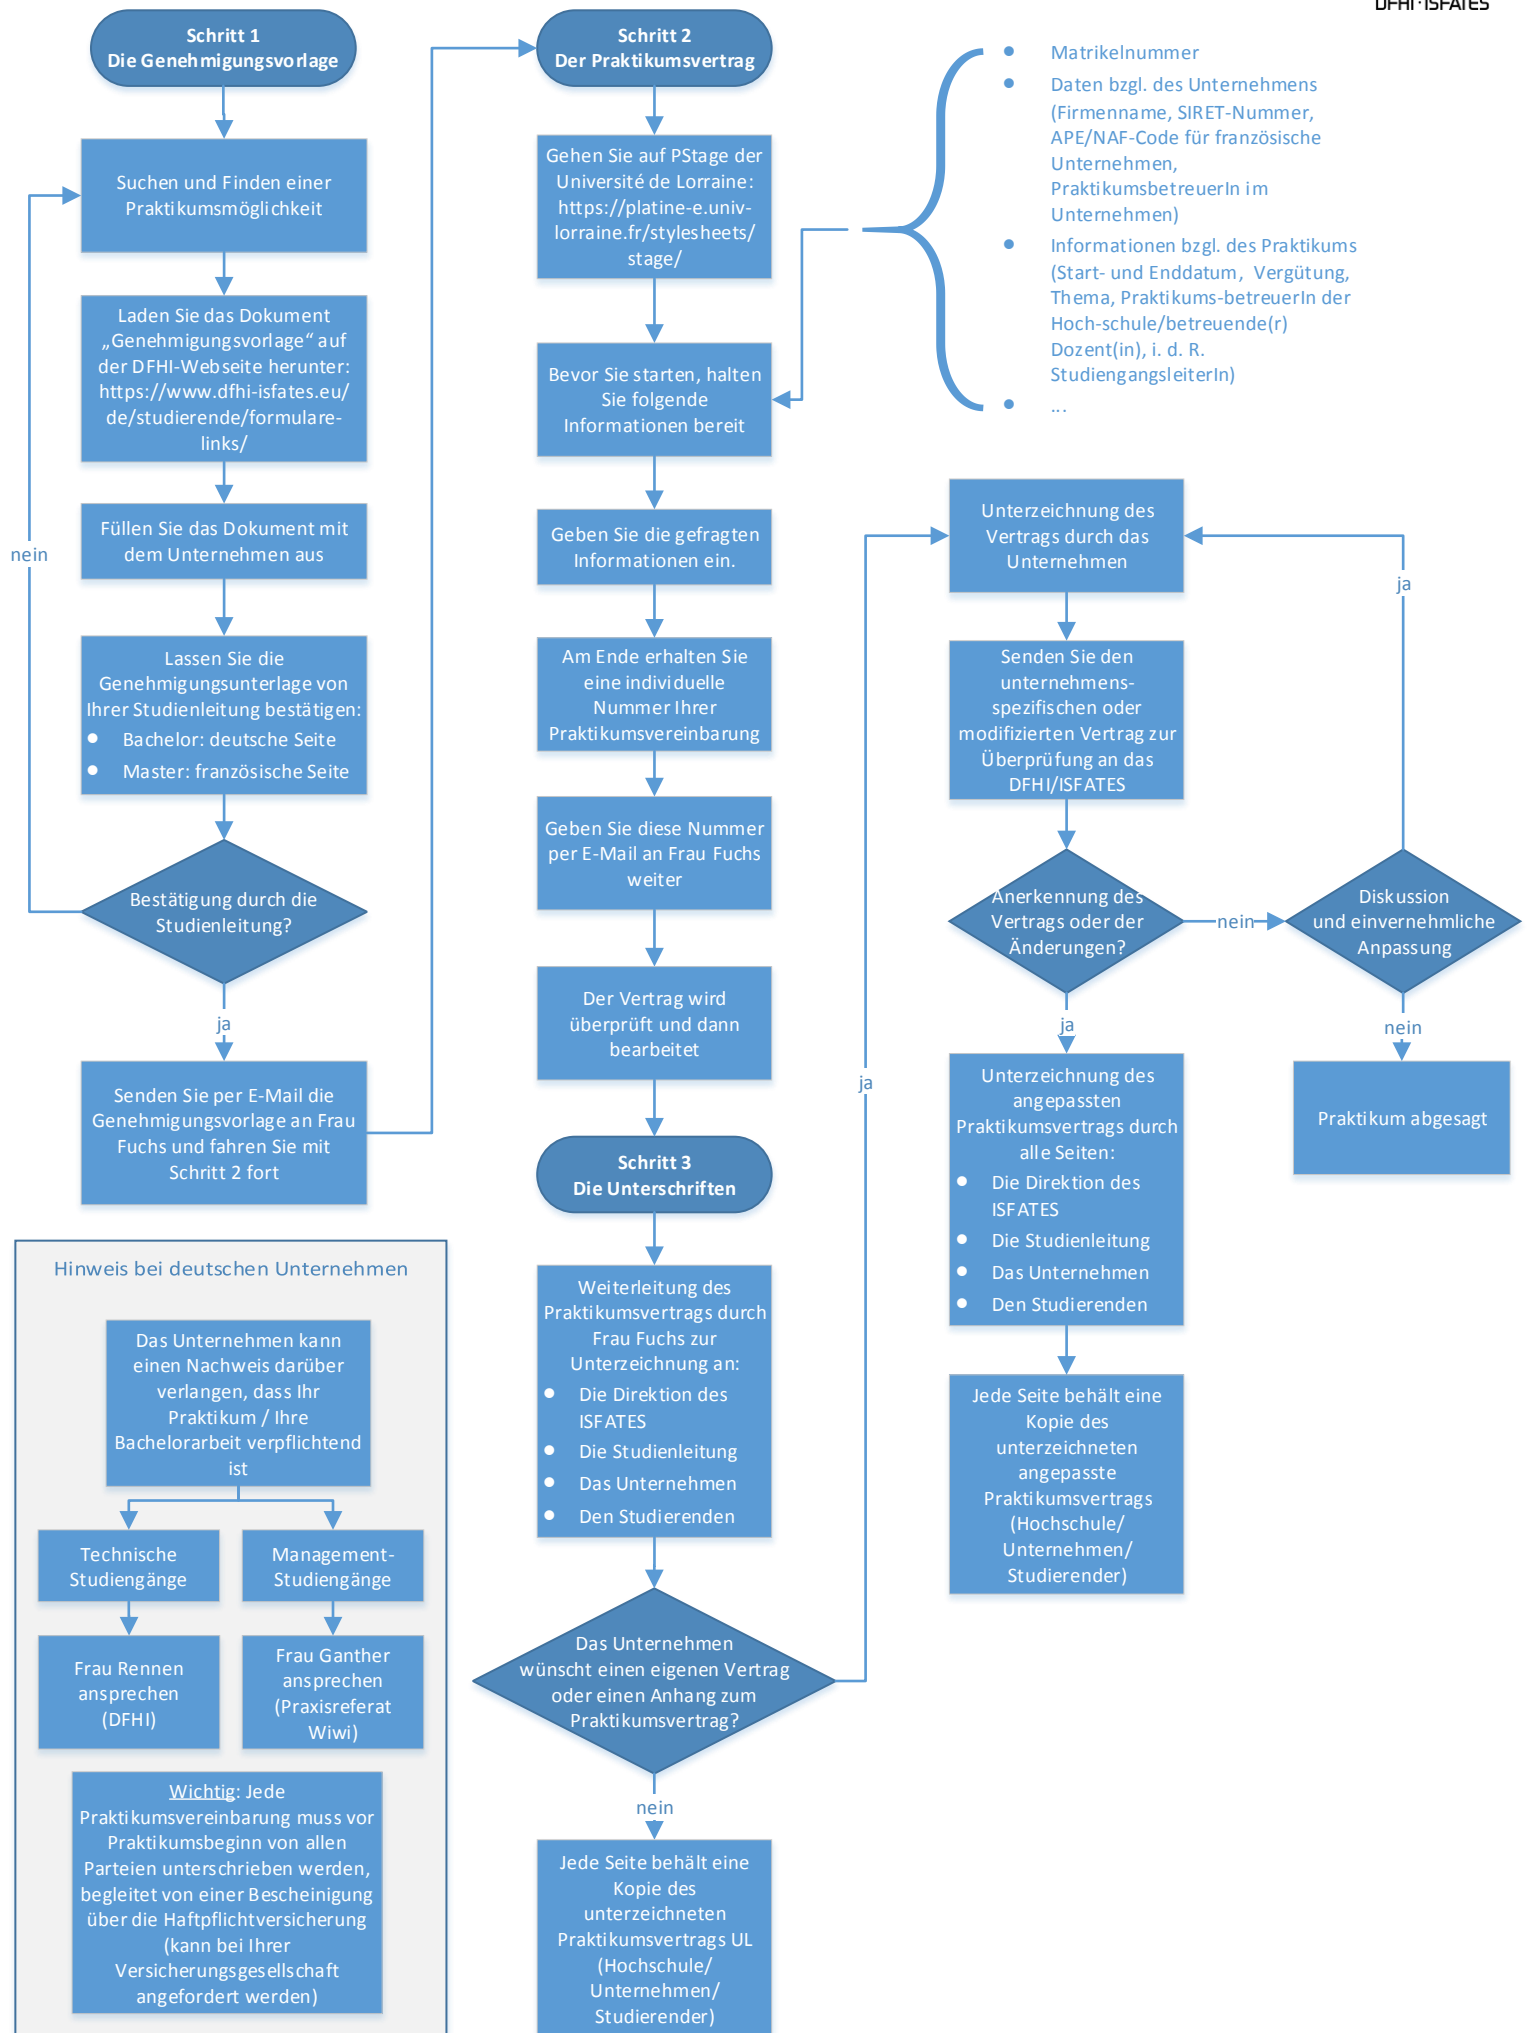 DFHI·ISFATES
Schritt 1
Die Genehmigungsvorlage
Suchen und Finden einer
Praktikumsmöglichkeit
Laden Sie das Dokument
„Genehmigungsvorlage“ auf
der DFHI-Webseite herunter:
https://www.dfhi-isfates.eu/
de/studierende/formulare-
links/
Füllen Sie das Dokument mit
dem Unternehmen aus
nein
Lassen Sie die
Genehmigungsunterlage von
Ihrer Studienleitung bestätigen:
• Bachelor: deutsche Seite
• Master: französische Seite
Bestätigung durch die
Studienleitung?
ja
Senden Sie per E-Mail die
Genehmigungsvorlage an Frau
Fuchs und fahren Sie mit
Schritt 2 fort
Hinweis bei deutschen Unternehmen
Das Unternehmen kann
einen Nachweis darüber
verlangen, dass Ihr
Praktikum / Ihre
Bachelorarbeit verpflichtend
ist
Technische
Studiengänge
Management-
Studiengänge
Frau Rennen
ansprechen
(DFHI)
Frau Ganther
ansprechen
(Praxisreferat
Wiwi)
Wichtig: Jede
Praktikumsvereinbarung muss vor
Praktikumsbeginn von allen
Parteien unterschrieben werden,
begleitet von einer Bescheinigung
über die Haftpflichtversicherung
(kann bei Ihrer
Versicherungsgesellschaft
angefordert werden)
Schritt 2
Der Praktikumsvertrag
Gehen Sie auf PStage der
Université de Lorraine:
https://platine-e.univ-
lorraine.fr/stylesheets/
stage/
Bevor Sie starten, halten
Sie folgende
Informationen bereit
• Matrikelnummer
• Daten bzgl. des Unternehmens
(Firmenname, SIRET-Nummer,
APE/NAF-Code für französische
Unternehmen,
PraktikumsbetreuerIn im
Unternehmen)
• Informationen bzgl. des Praktikums
(Start- und Enddatum, Vergütung,
Thema, Praktikums-betreuerIn der
Hoch-schule/betreuende(r)
Dozent(in), i. d. R.
StudiengangsleiterIn)
• ...
Geben Sie die gefragten
Informationen ein.
Am Ende erhalten Sie
eine individuelle
Nummer Ihrer
Praktikumsvereinbarung
Geben Sie diese Nummer
per E-Mail an Frau Fuchs
weiter
Der Vertrag wird
überprüft und dann
bearbeitet
Schritt 3
Die Unterschriften
Weiterleitung des
Praktikumsvertrags durch
Frau Fuchs zur
Unterzeichnung an:
• Die Direktion des
ISFATES
• Die Studienleitung
• Das Unternehmen
• Den Studierenden
Das Unternehmen
wünscht einen eigenen Vertrag
oder einen Anhang zum
Praktikumsvertrag?
nein
Jede Seite behält eine
Kopie des
unterzeichneten
Praktikumsvertrags UL
(Hochschule/
Unternehmen/
Studierender)
ja
Unterzeichnung des
Vertrags durch das
Unternehmen
Senden Sie den
unternehmens-
spezifischen oder
modifizierten Vertrag zur
Überprüfung an das
DFHI/ISFATES
Anerkennung des
Vertrags oder der
Änderungen?
nein
Diskussion
und einvernehmliche
Anpassung
ja
nein
Praktikum abgesagt
ja
Unterzeichnung des
angepassten
Praktikumsvertrags durch
alle Seiten:
• Die Direktion des
ISFATES
• Die Studienleitung
• Das Unternehmen
• Den Studierenden
Jede Seite behält eine
Kopie des
unterzeichneten
angepasste
Praktikumsvertrags
(Hochschule/
Unternehmen/
Studierender)